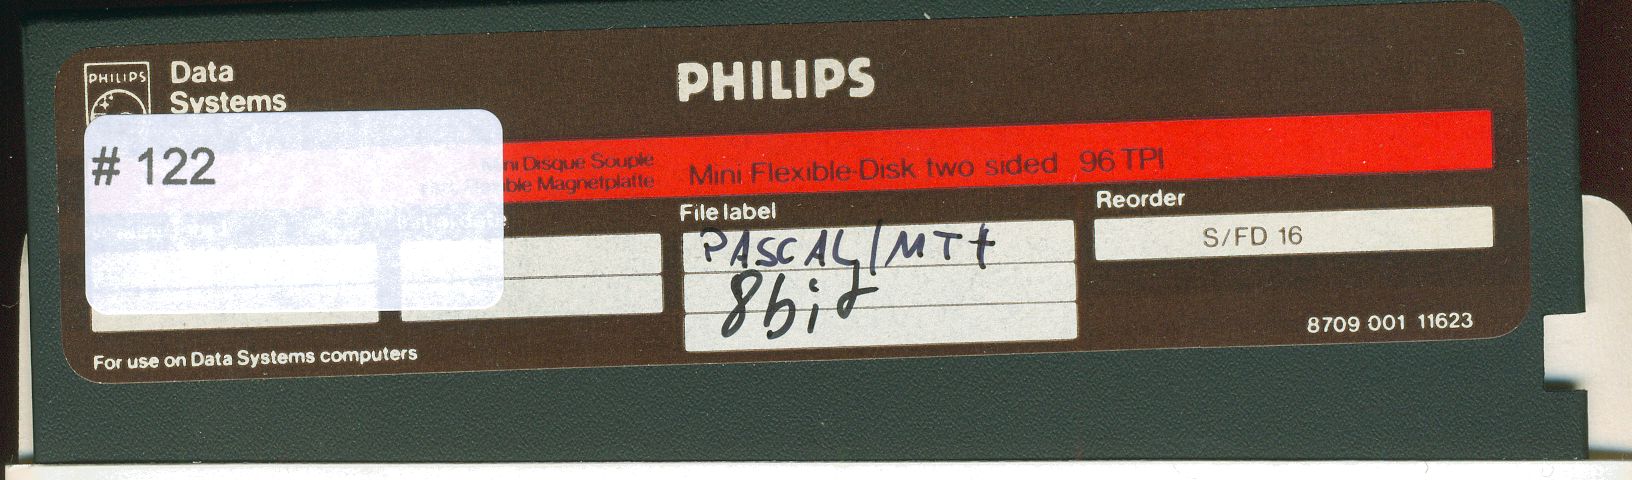 PHILIPS
Data
Systems
PHILIPS
# 122
Disque Souple
Magnetplatte
Mini Flexible-Disk two sided 96 TPI
File label
Reorder
PASCAL/MT+
8bit
S/FD 16
8709 001 11623
For use on Data Systems computers